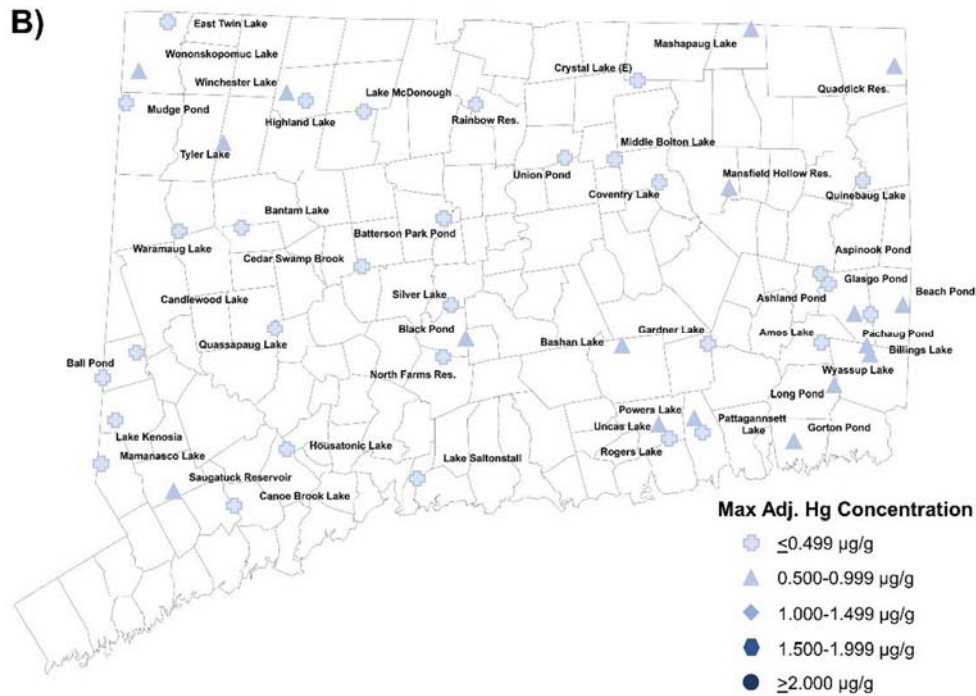 B)
East Twin Lake
Mashapaug Lake
Wononskopomuc Lake
Crystal Lake (E)
Winchester Lake
Lake McDonough
Quaddick Res.
Mudge Pond
Highland Lake
Rainbow Res.
Middle Bolton Lake
Tyler Lake
Union Pond
Mansfield Hollow Res.
Coventry Lake
Quinebaug Lake
Bantam Lake
Batterson Park Pond
Waramaug Lake
Aspinook Pond
Cedar Swamp Brook
Glasgo Pond
Candlewood Lake
Silver Lake
Ashland Pond
Beach Pond
Black Pond
Gardner Lake
Amos Lake
Pachaug Pond
Quassapaug Lake
Bashan Lake
Billings Lake
Ball Pond
North Farms Res.
Wyassup Lake
Long Pond
Powers Lake
Pattagannsett
Lake
Uncas Lake
Gorton Pond
Lake Kenosia
Housatonic Lake
Rogers Lake
Mamanasco Lake
Lake Saltonstall
Saugatuck Reservoir
Canoe Brook Lake
Max Adj. Hg Concentration
≤0.499 µg/g
0.500-0.999 µg/g
1.000-1.499 µg/g
1.500-1.999 µg/g
≥2.000 µg/g